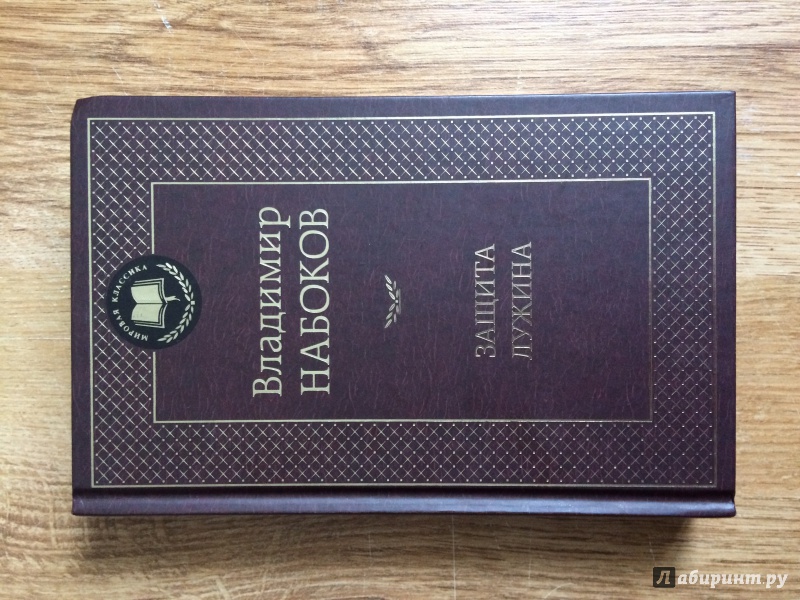 МИРОВАЯ КЛАССИКА
Владимир
НАБОКОВ
ЗАЩИТА
ЛУЖИНА
Лабиринт.ру